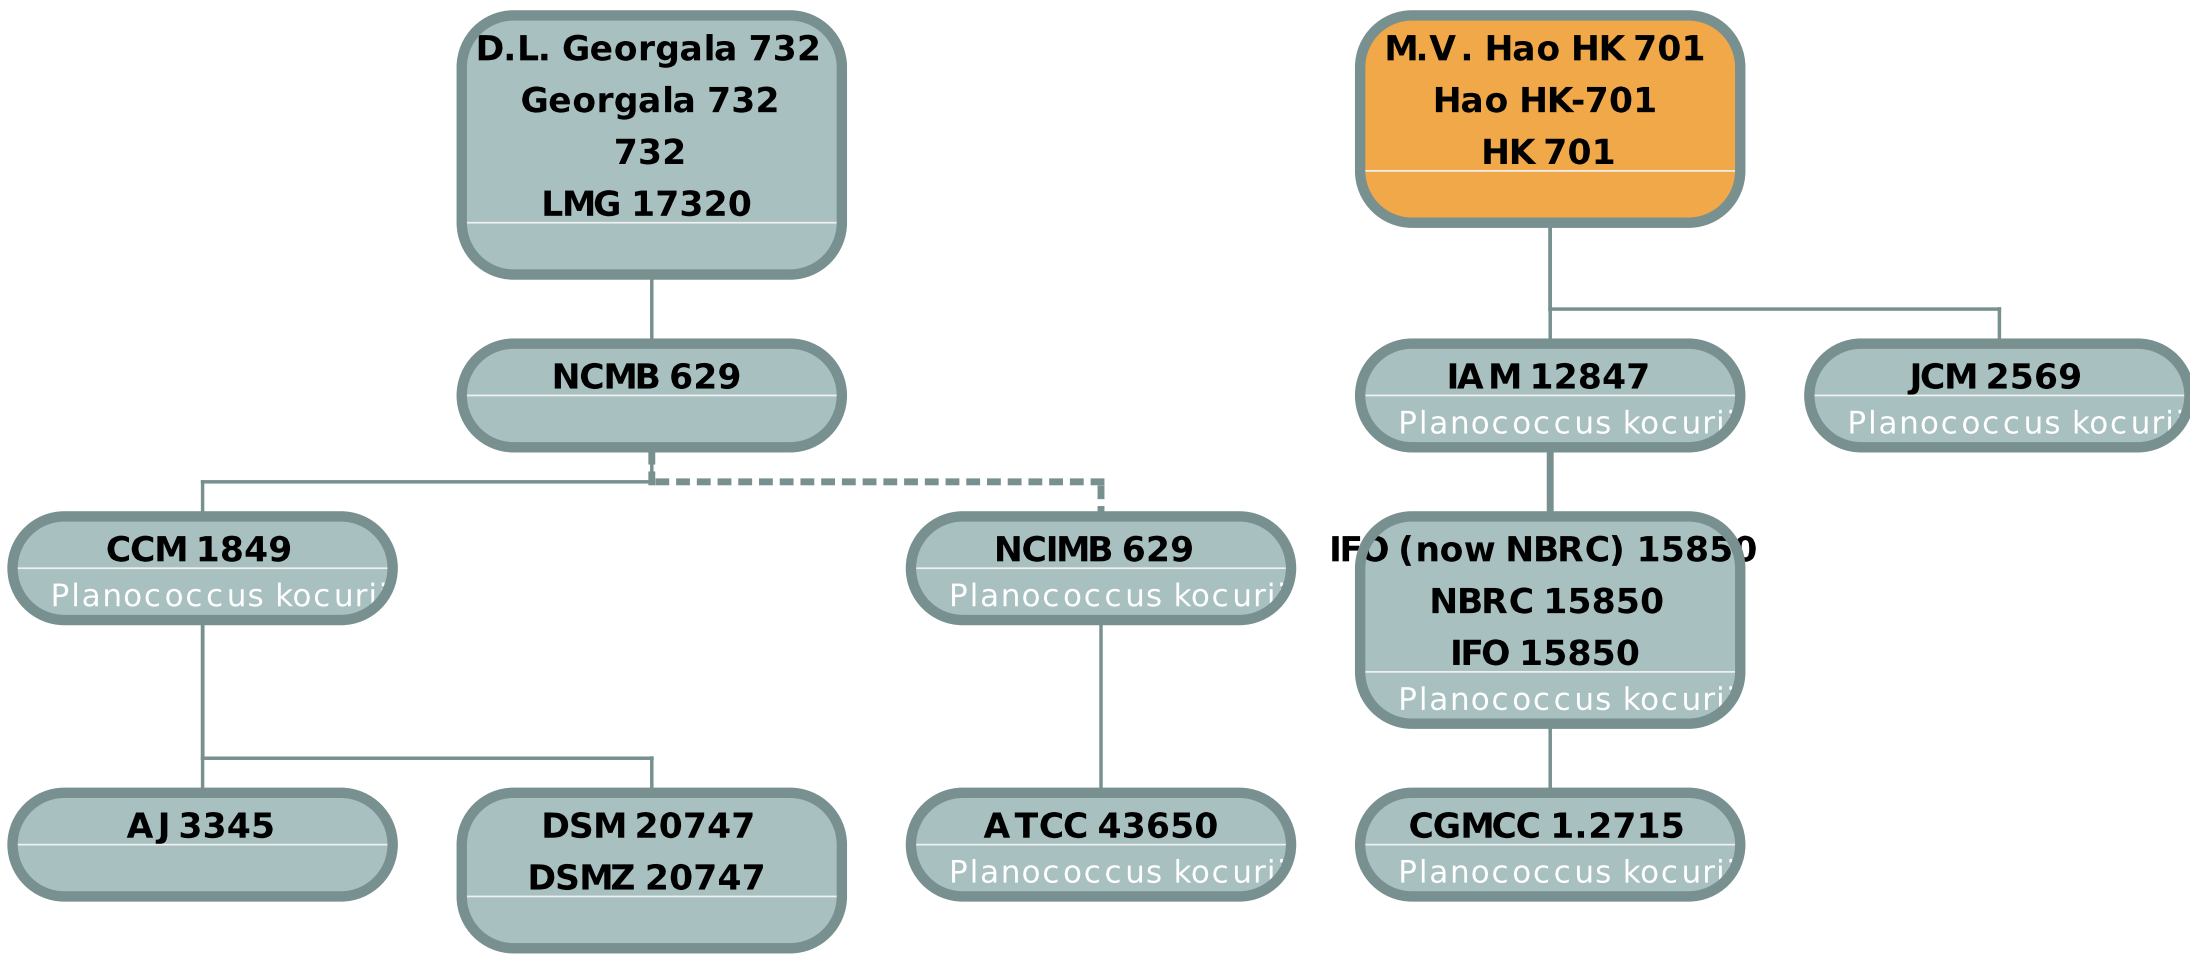 D.L. Georgala 732
Georgala 732
732
LMG 17320
M.V. Hao HK 701
Hao HK-701
HK 701
NCMB 629
IAM 12847
Planococcus kocurii
JCM 2569
Planococcus kocurii
CCM 1849
Planococcus kocurii
NCIMB 629
Planococcus kocurii
IFO (now NBRC) 15850
NBRC 15850
IFO 15850
Planococcus kocurii
AJ 3345
DSM 20747
DSMZ 20747
ATCC 43650
Planococcus kocurii
CGMCC 1.2715
Planococcus kocurii